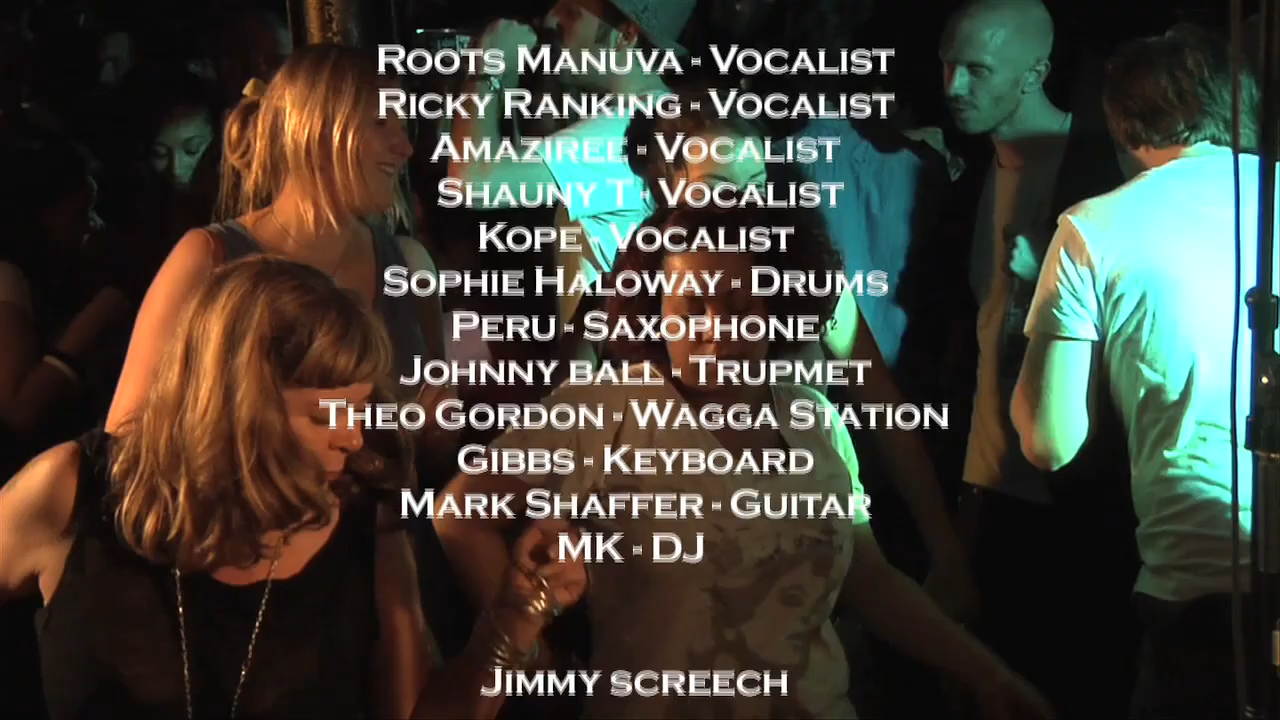 Roots Manuva - Vocalist
Ricky Ranking - Vocalist
Amaziree - Vocalist
Shauny T - Vocalist
Kope - Vocalist
Sophie Haloway - Drums
Peru - Saxophone
Johnny ball - Trupmet
Theo Gordon - Wagga Station
Gibbs - Keyboard
Mark Shaffer - Guitar
MK - DJ
Jimmy screech